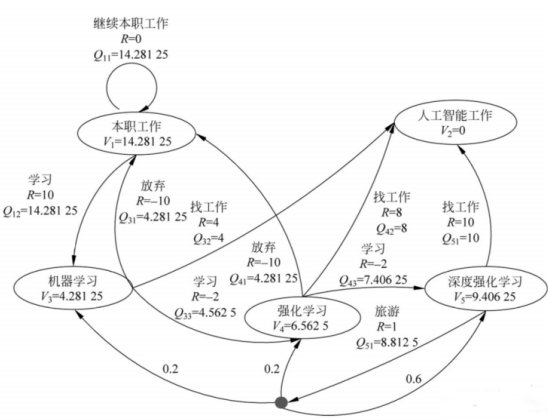 继续本职工作
R=0
Q11=14.281 25
本职工作
V1=14.281 25
人工智能工作
V2=0
学习
R=10
Q12=14.281 25
放弃
R=–10
Q31=4.281 25
找工作
R=4
Q32=4
找工作
R=8
Q42=8
找工作
R=10
Q51=10
放弃
R=–10
Q41=4.281 25
学习
R=–2
Q43=7.406 25
机器学习
V3=4.281 25
学习
R=–2
Q33=4.562 5
强化学习
V4=6.562 5
深度强化学习
V5=9.406 25
旅游
R=1
Q51=8.812 5
0.2
0.2
0.6